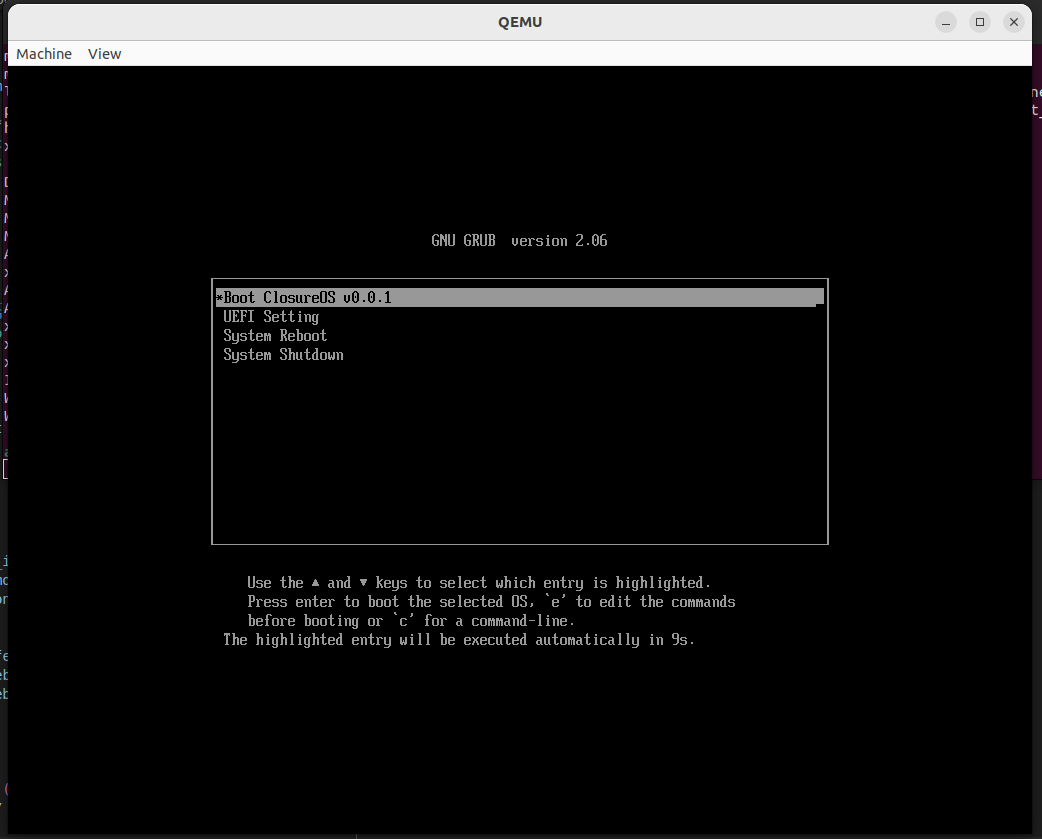 QEMU
Machine View
GNU GRUB version 2.06
*Boot ClosureOS v0.0.1
UEFI Setting
System Reboot
System Shutdown
Use the ▲ and ▼ keys to select which entry is highlighted.
Press enter to boot the selected OS, `e' to edit the commands
before booting or `c' for a command-line.
The highlighted entry will be executed automatically in 9s.